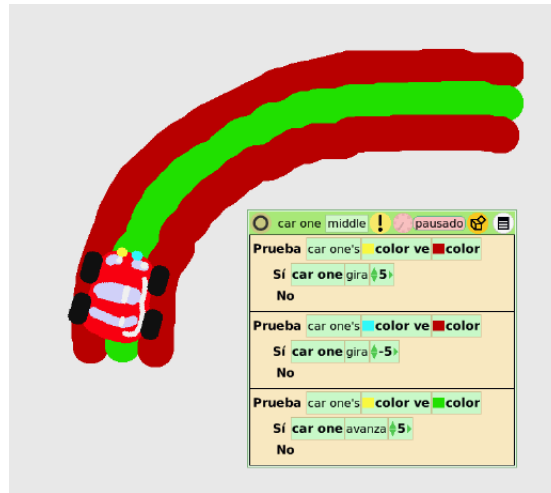 car one middle ! pausado
Prueba car one's color ve color
Sí car one gira 5
No
Prueba car one's color ve color
Sí car one gira -5
No
Prueba car one's color ve color
Sí car one avanza 5
No